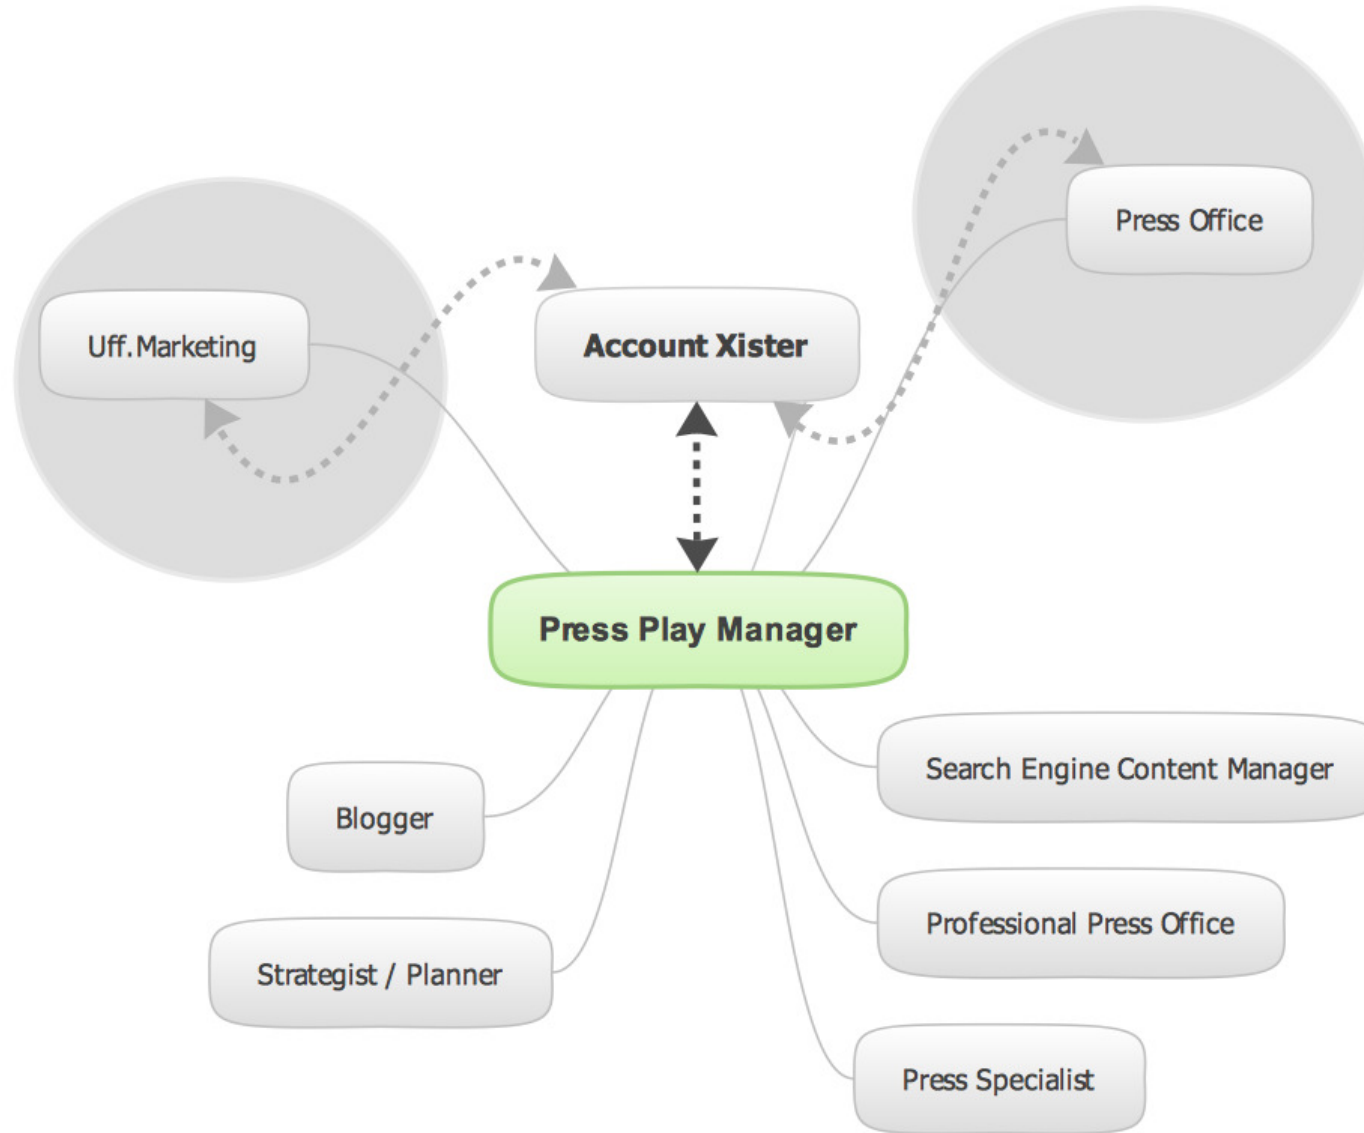 Press Office
Uff.Marketing
Account Xister
Press Play Manager
Search Engine Content Manager
Blogger
Professional Press Office
Strategist / Planner
Press Specialist